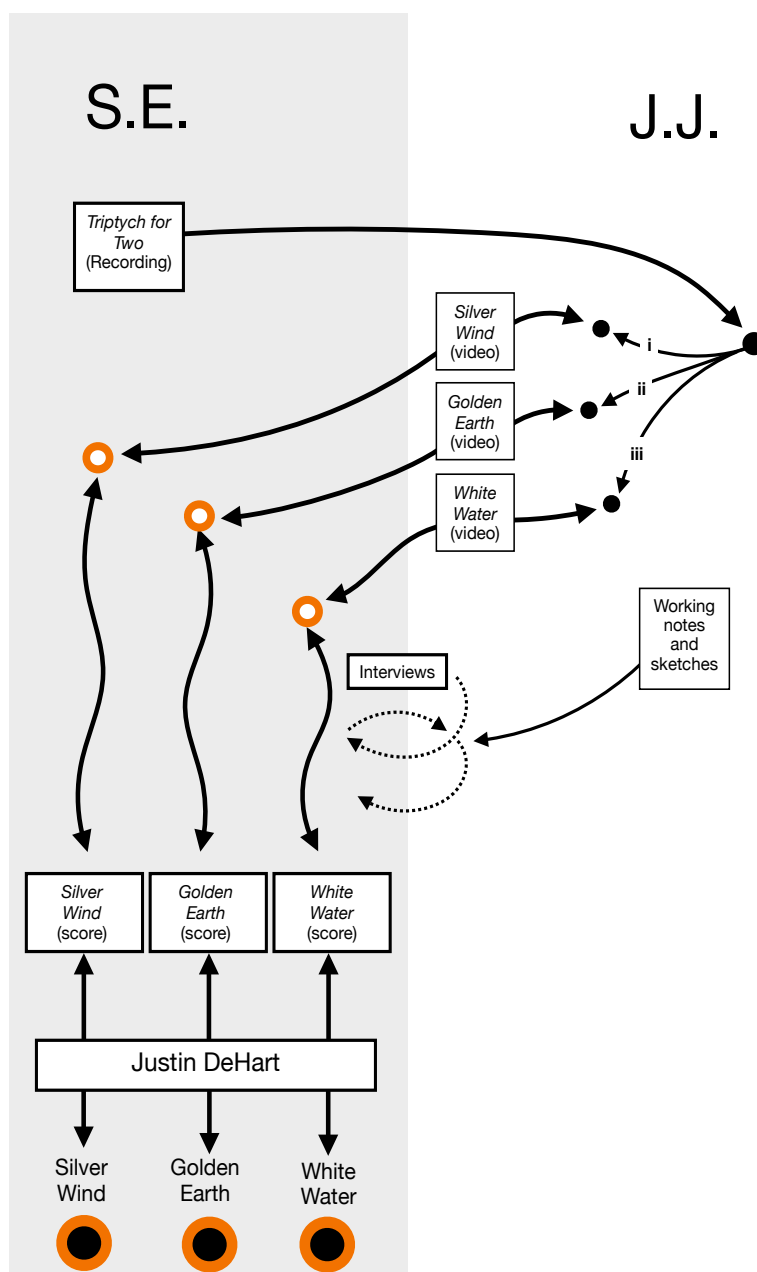 S.E.
J.J.
Triptych for
Two
(Recording)
Silver
Wind
(video)
i
Golden
Earth
(video)
ii
iii
White
Water
(video)
Working
notes
and
sketches
Interviews
Silver
Wind
(score)
Golden
Earth
(score)
White
Water
(score)
Justin DeHart
Silver
Wind
Golden
Earth
White
Water